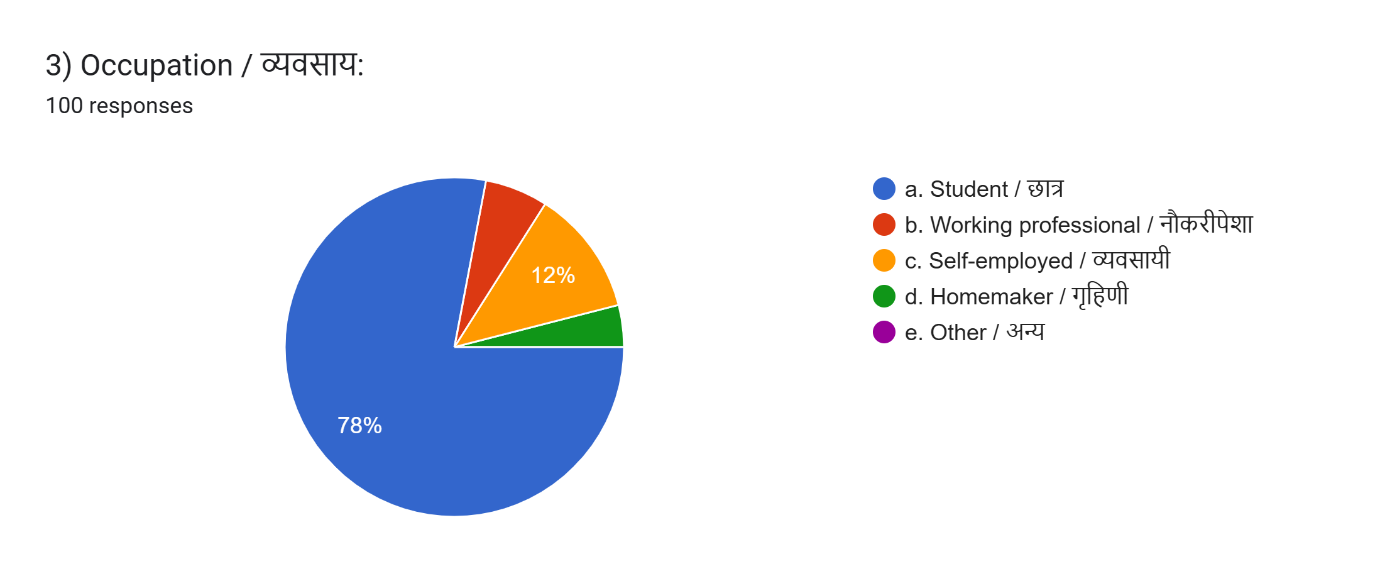 3) Occupation / व्यवसाय:
100 responses
a. Student / छात्र
b. Working professional / नौकरीपेशा
c. Self-employed / व्यवसायी
d. Homemaker / गृहिणी
e. Other / अन्य
12%
78%